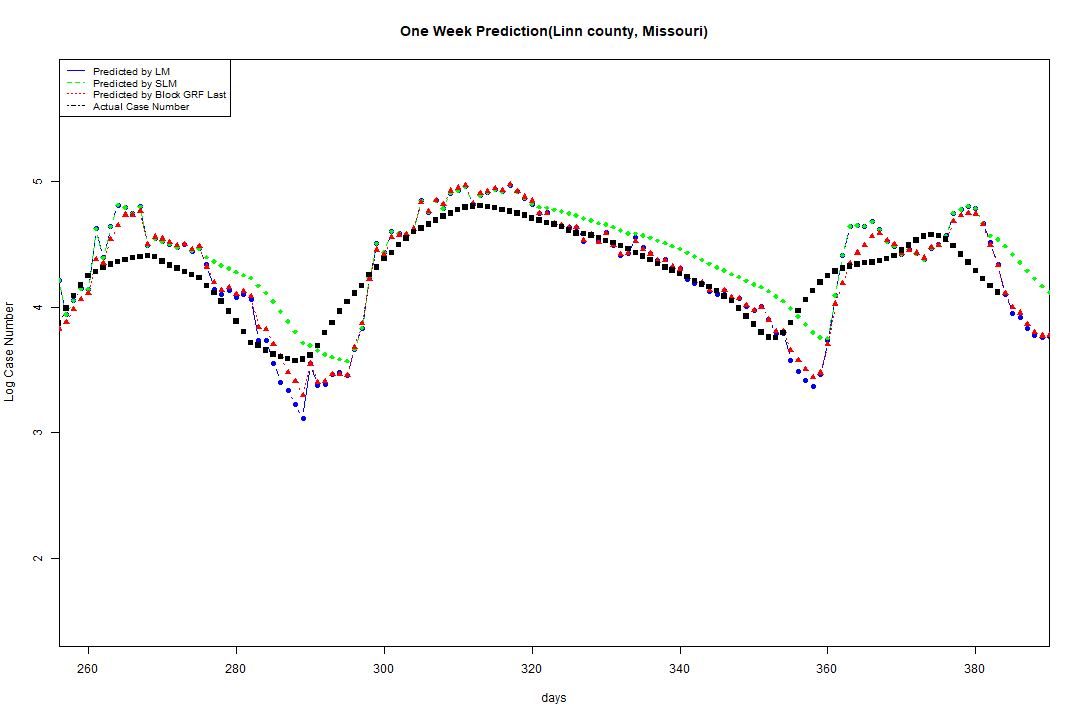 One Week Prediction(Linn county, Missouri)
Predicted by LM
Predicted by SLM
Predicted by Block GRF Last
Actual Case Number
5
4
3
2
Log Case Number
260 280 300 320 340 360 380
days